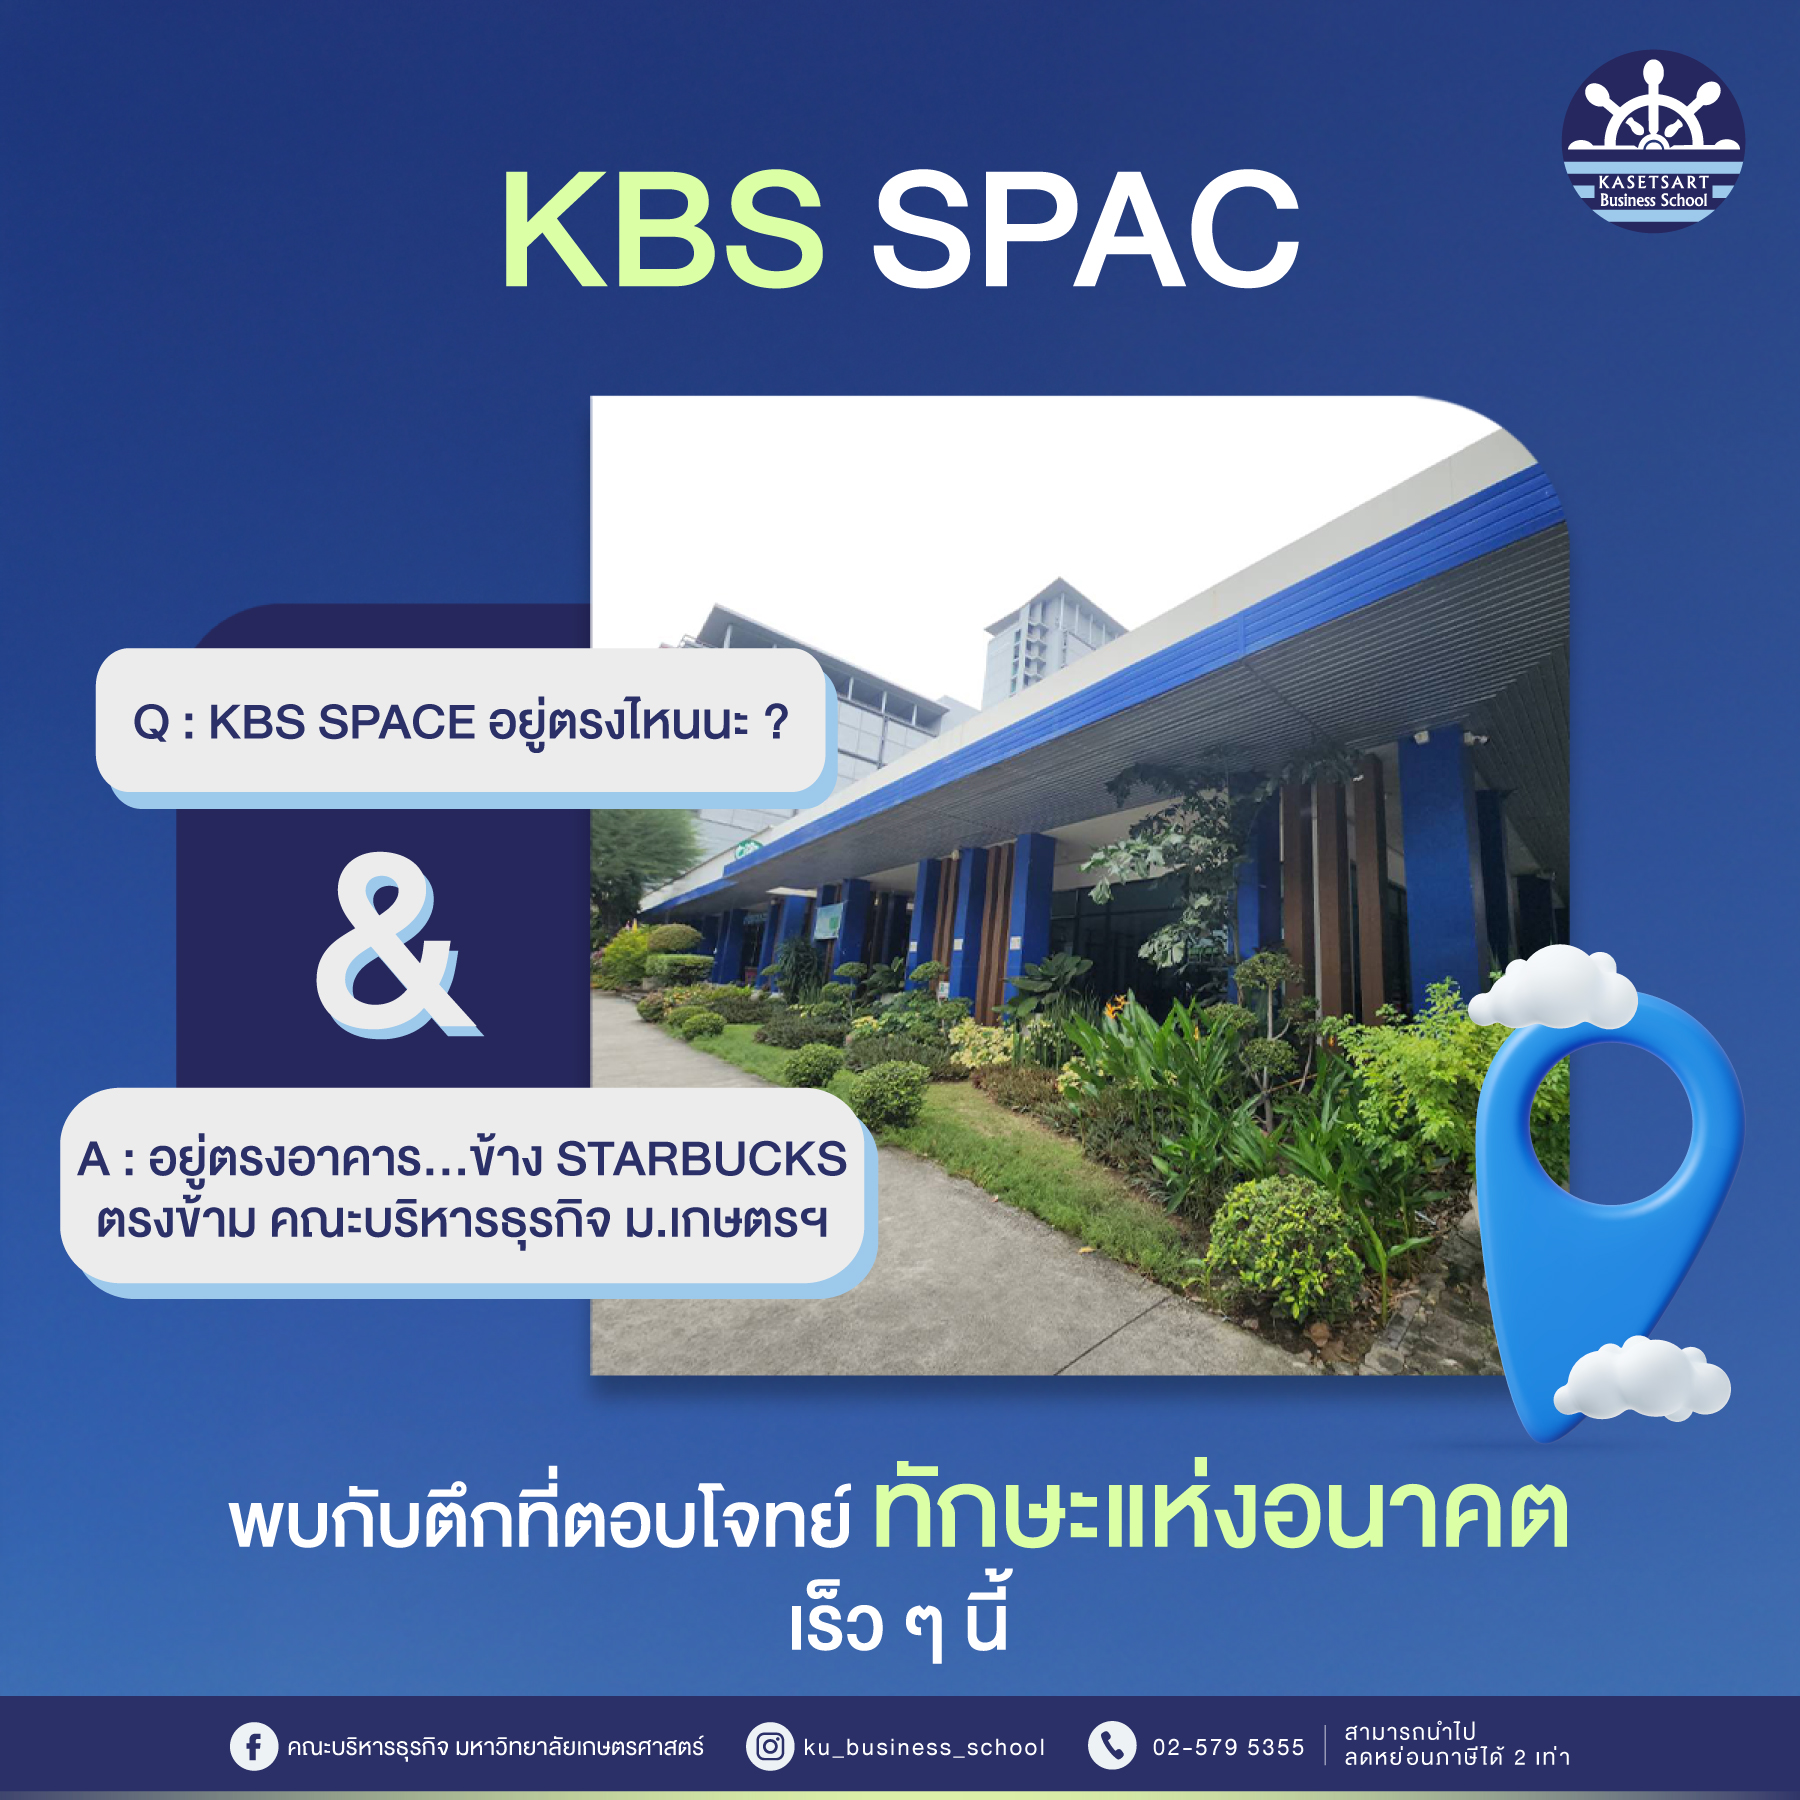 KASETSART
Business School
KBS SPAC
Q : KBS SPACE อยู่ตรงไหนนะ ?
&
A : อยู่ตรงอาคาร...ข้าง STARBUCKS
ตรงข้าม คณะบริหารธุรกิจ ม.เกษตรฯ
พบกับตึกที่ตอบโจทย์ ทักษะแห่งอนาคต
เร็ว ๆ นี้
คณะบริหารธุรกิจ มหาวิทยาลัยเกษตรศาสตร์
ku_business_school
02-579 5355
สามารถนำไป
ลดหย่อนภาษีได้ 2 เท่า